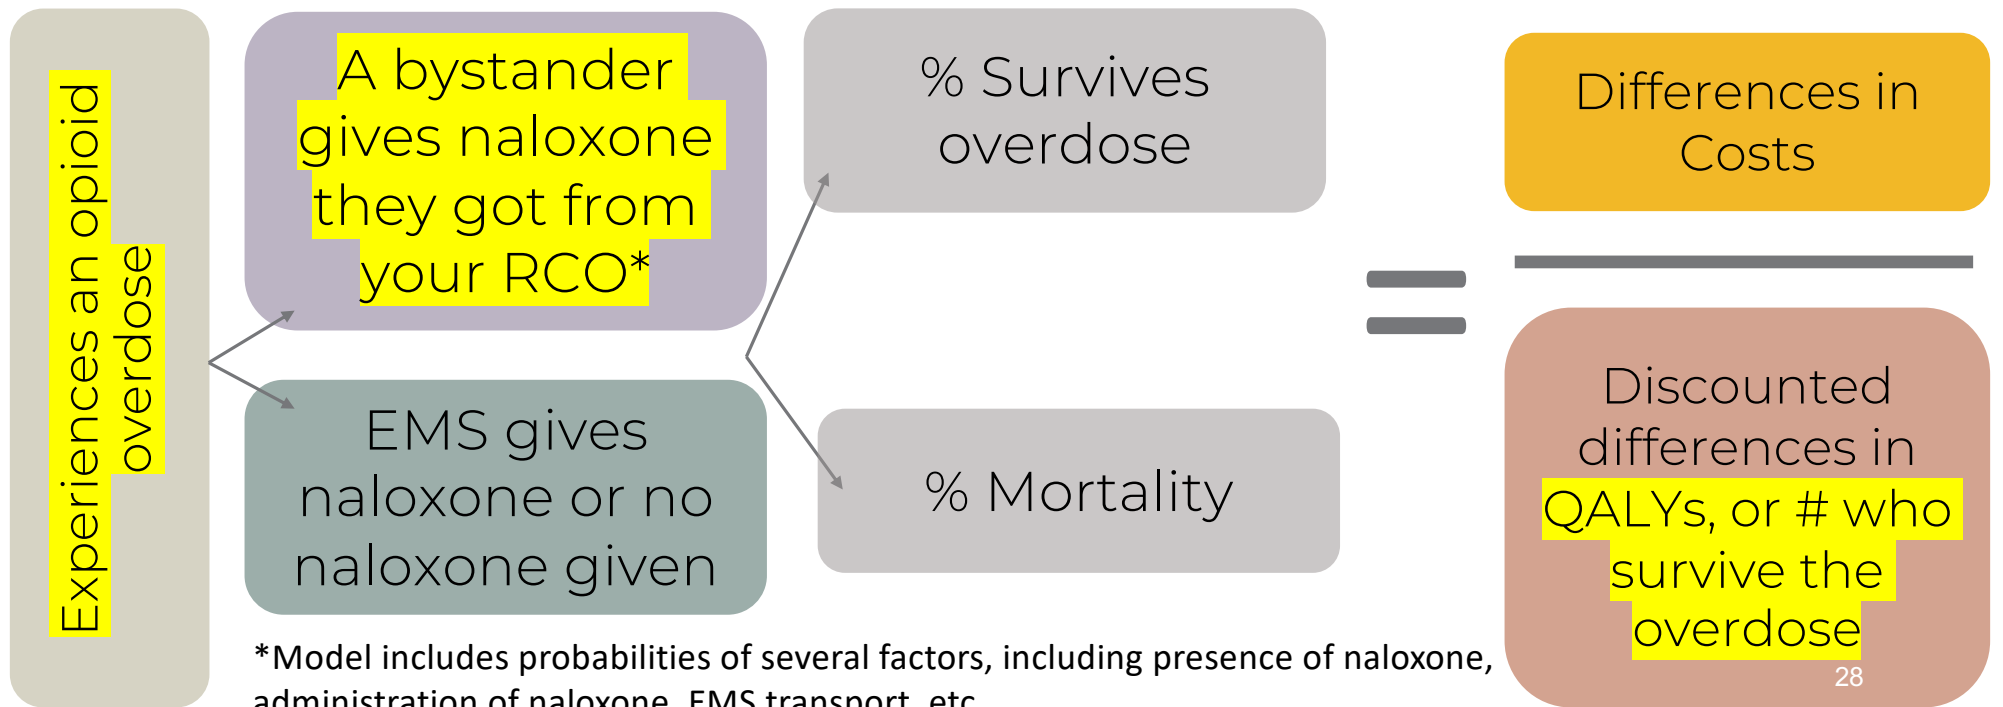 Experiences an opioid
overdose
A bystander
gives naloxone
they got from
your RCO*
EMS gives
naloxone or no
naloxone given
% Survives
overdose
% Mortality
Differences in
Costs
Discounted
differences in
QALYs, or # who
survive the
overdose
*Model includes probabilities of several factors, including presence of naloxone,
administration of naloxone, EMS transport, etc
28